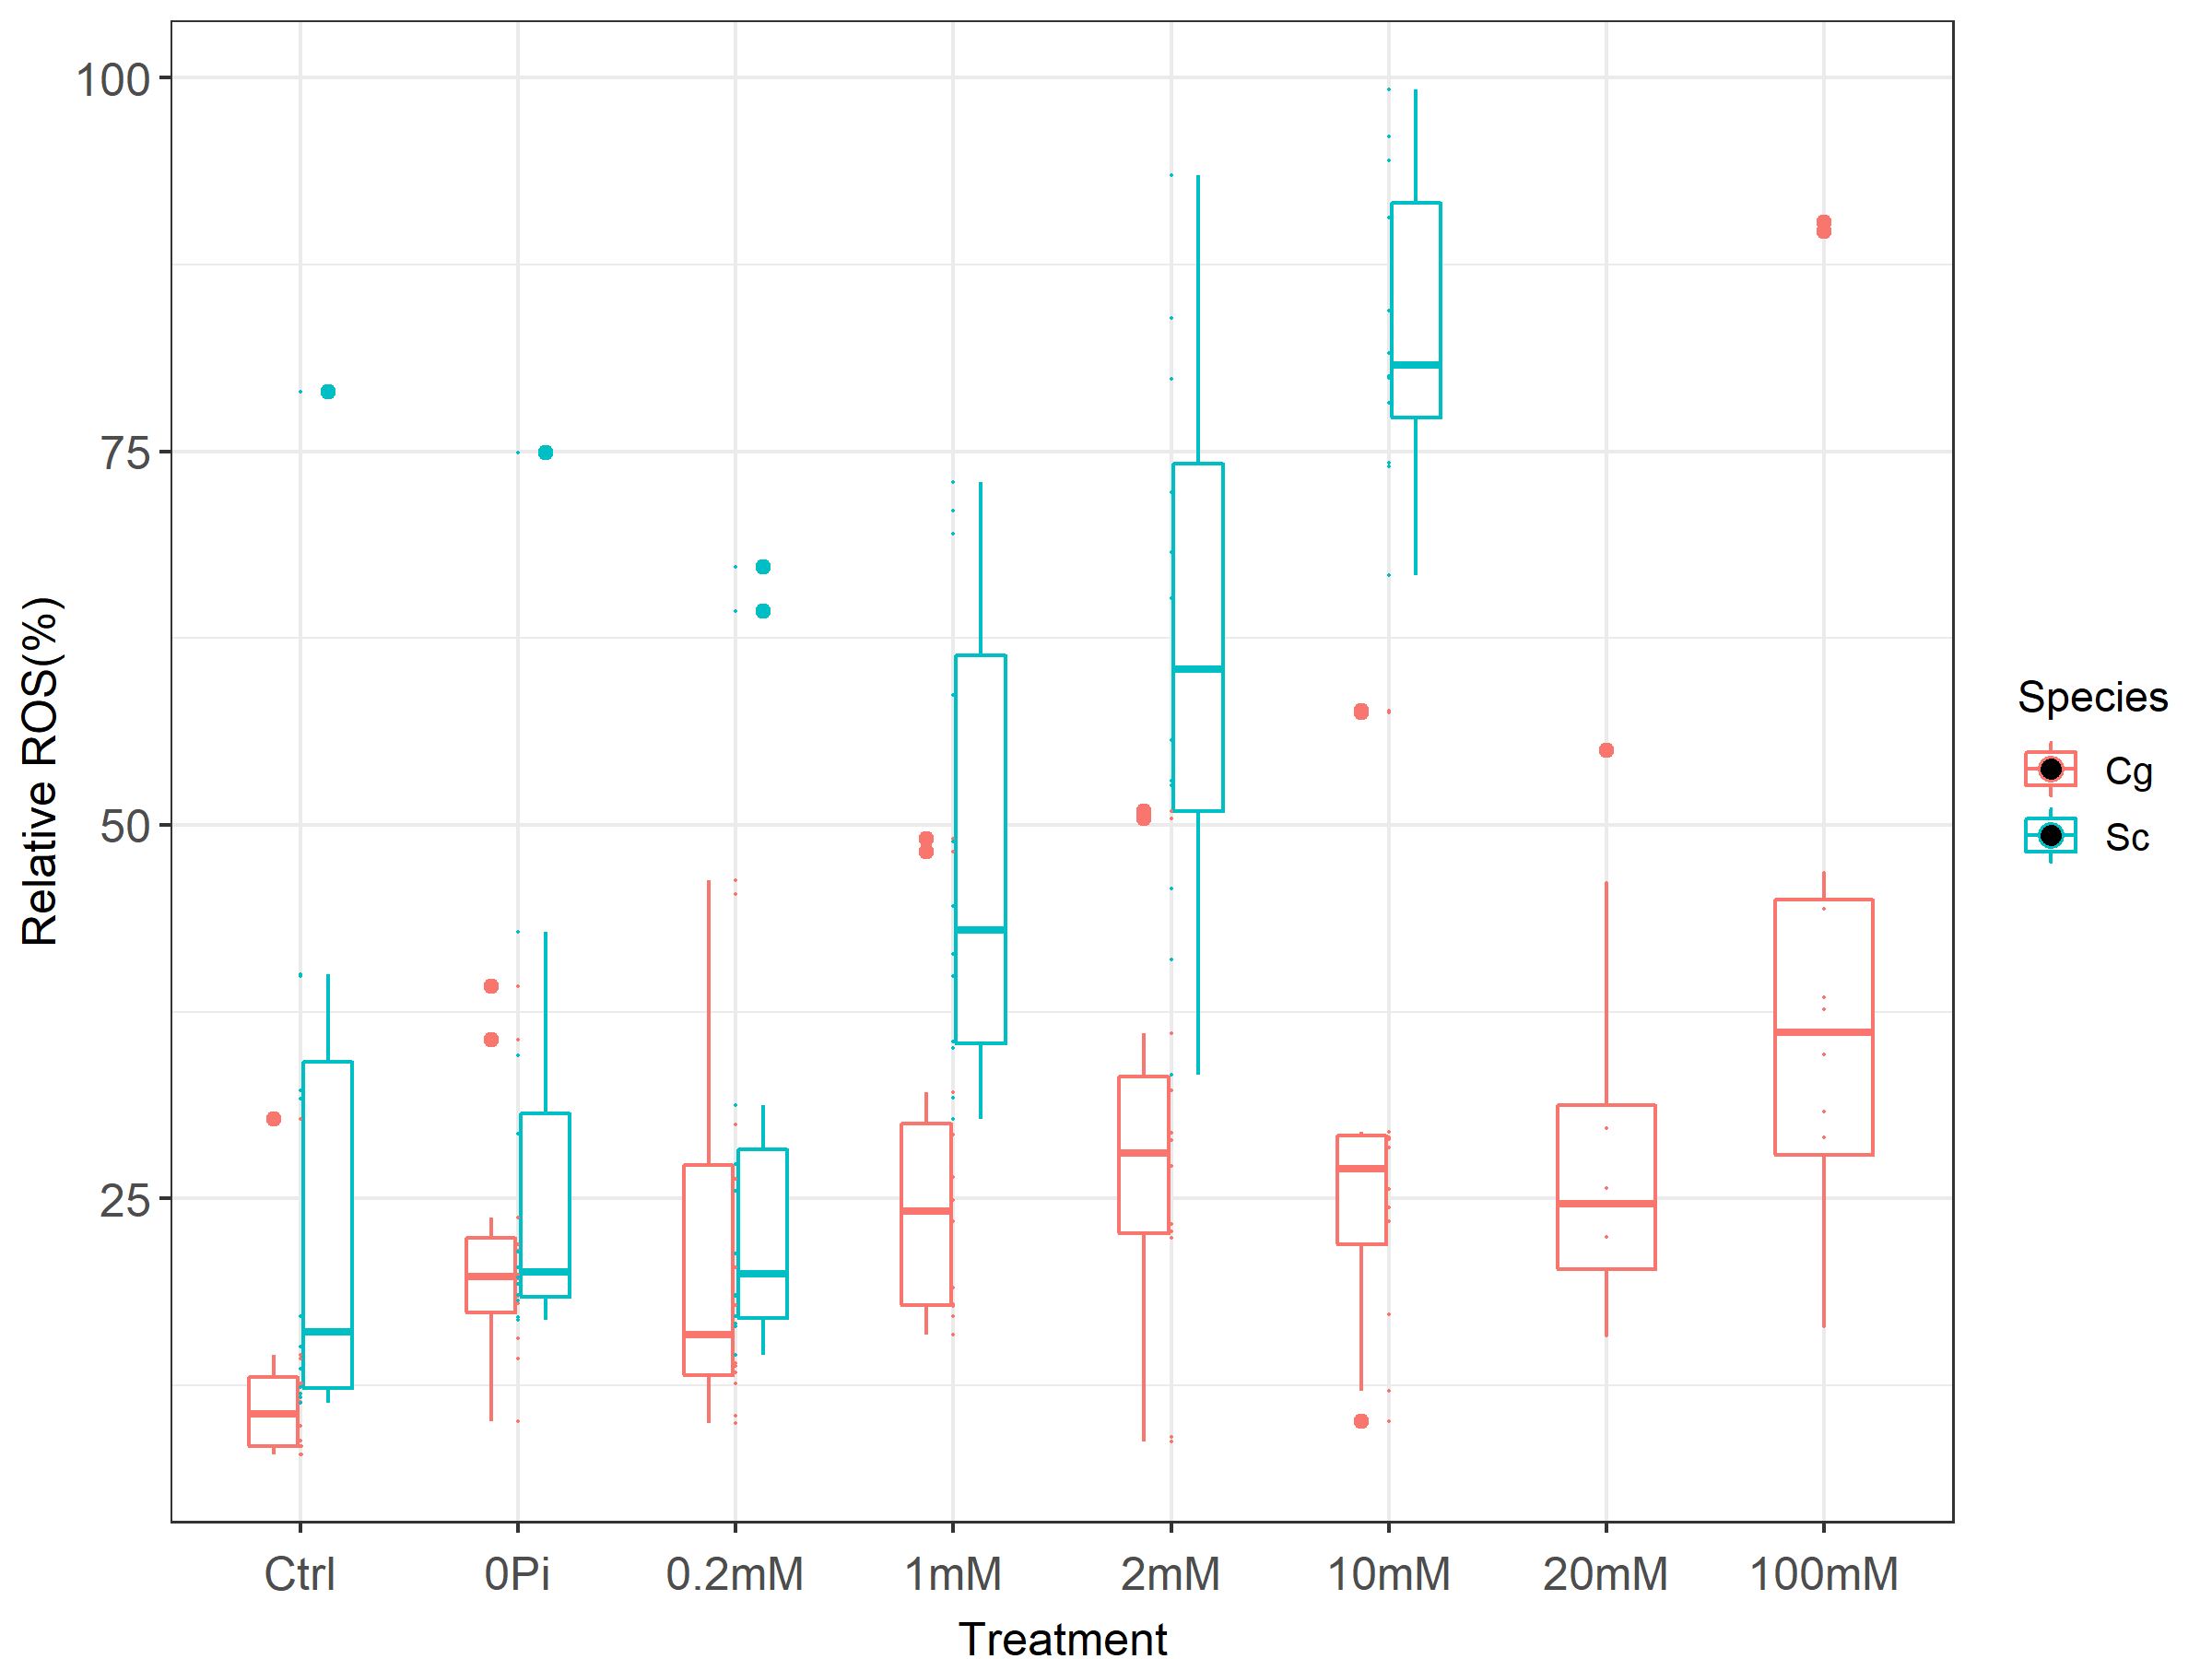 100
75
50
25
Relative ROS(%)
Ctrl
0Pi
0.2mM
1mM
2mM
10mM
20mM
100mM
Treatment
Species
Cg
Sc